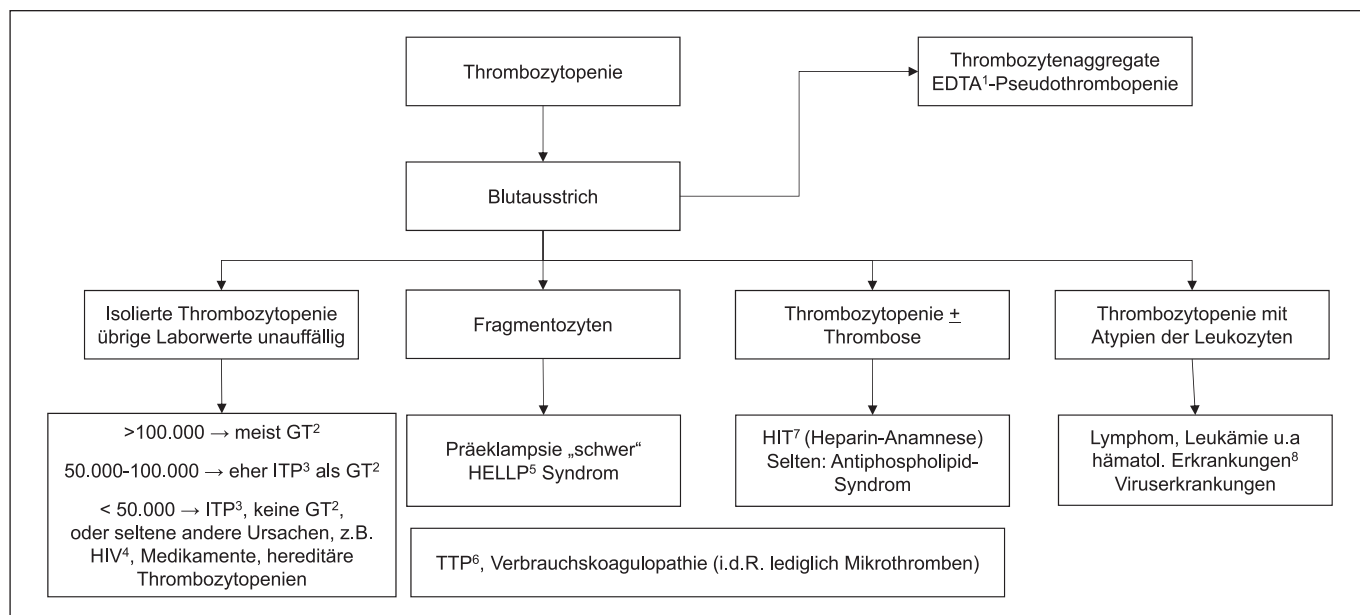 Thrombozytopenie
Thrombozytenaggregate
EDTA¹-Pseudothrombopenie
Blutausstrich
Isolierte Thrombozytopenie
übrige Laborwerte unauffällig
Fragmentozyten
Thrombozytopenie ±
Thrombose
Thrombozytopenie mit
Atypien der Leukozyten
>100.000 → meist GT²
50.000-100.000 → eher ITP³ als GT²
< 50.000 → ITP³, keine GT²,
oder seltene andere Ursachen, z.B.
HIV⁴, Medikamente, hereditäre
Thrombozytopenien
Präeklampsie „schwer“
HELLP⁵ Syndrom
HIT⁷ (Heparin-Anamnese)
Selten: Antiphospholipid-
Syndrom
Lymphom, Leukämie u.a
hämatol. Erkrankungen⁸
Viruserkrankungen
TTP⁶, Verbrauchskoagulopathie (i.d.R. lediglich Mikrothromben)